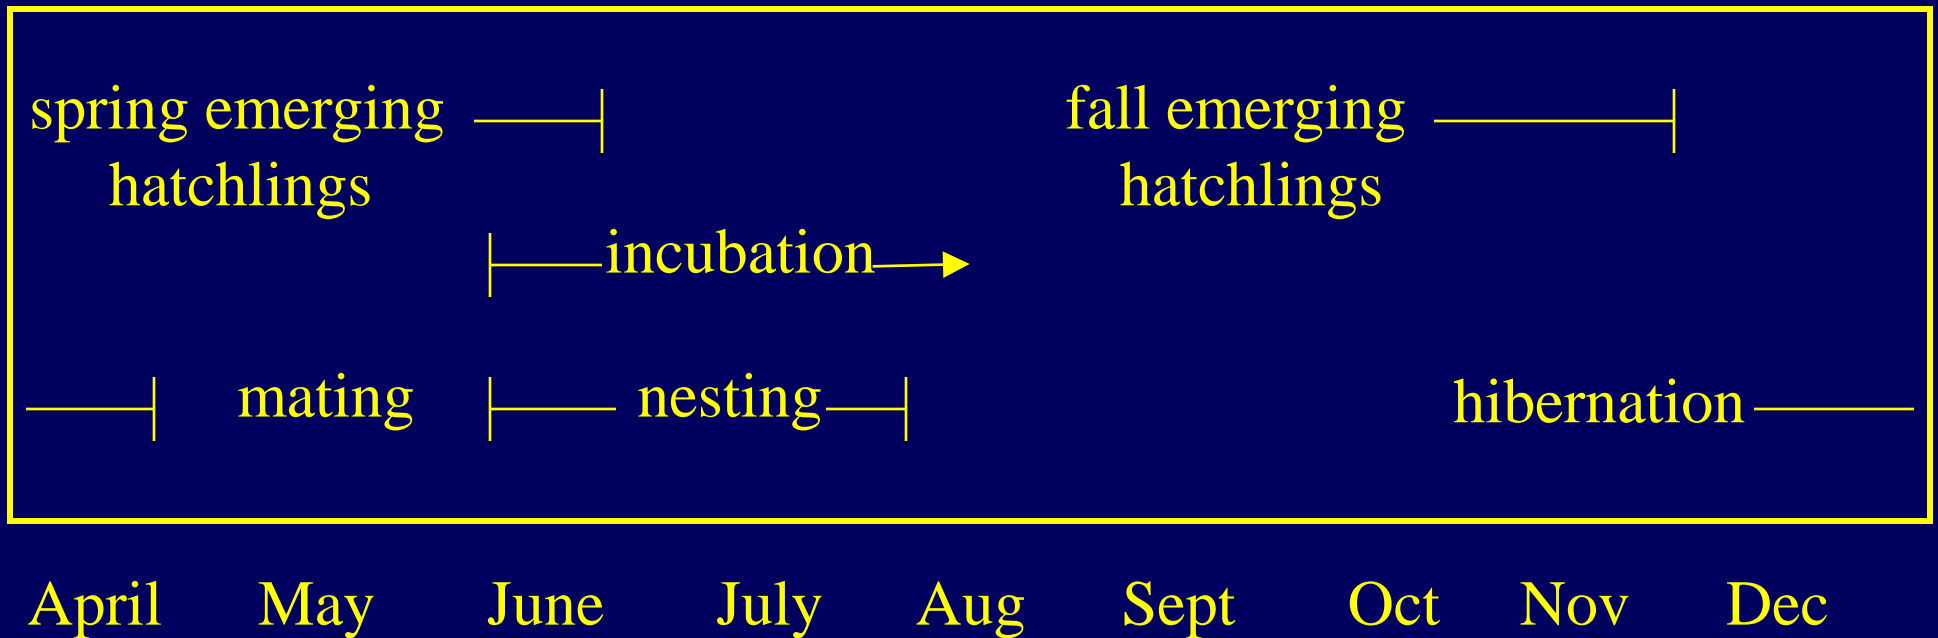 spring emerging
hatchlings
fall emerging
hatchlings
incubation
mating
nesting
hibernation
April May June July Aug Sept Oct Nov Dec